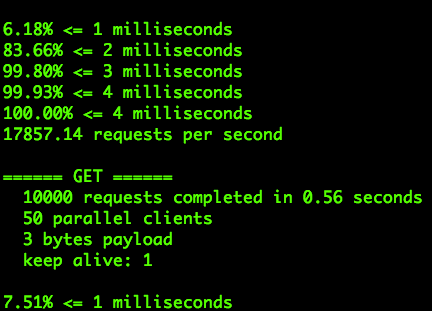 6.18% <= 1 milliseconds
83.66% <= 2 milliseconds
99.80% <= 3 milliseconds
99.93% <= 4 milliseconds
100.00% <= 4 milliseconds
17857.14 requests per second

====== GET ======
  10000 requests completed in 0.56 seconds
  50 parallel clients
  3 bytes payload
  keep alive: 1

7.51% <= 1 milliseconds